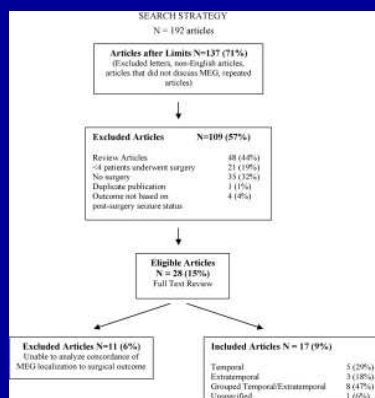 SEARCH STRATEGY
N = 192 articles
Articles after Limits N=137 (71%)
(Excluded letters, non-English articles,
articles that did not discuss MEG, repeated
articles)
Excluded Articles N=109 (57%)
Review Articles 48 (44%)
<4 patients underwent surgery 21 (19%)
No surgery 35 (32%)
Duplicate publication 1 (1%)
Outcome not based on 4 (4%)
post-surgery seizure status
Eligible Articles
N = 28 (15%)
Full Text Review
Excluded Articles N=11 (6%)
Unable to analyze concordance of
MEG localization to surgical outcome
Included Articles N = 17 (9%)
Temporal 5 (29%)
Extratemporal 3 (18%)
Grouped Temporal/Extratemporal 8 (47%)
Unspecified 1 (6%)